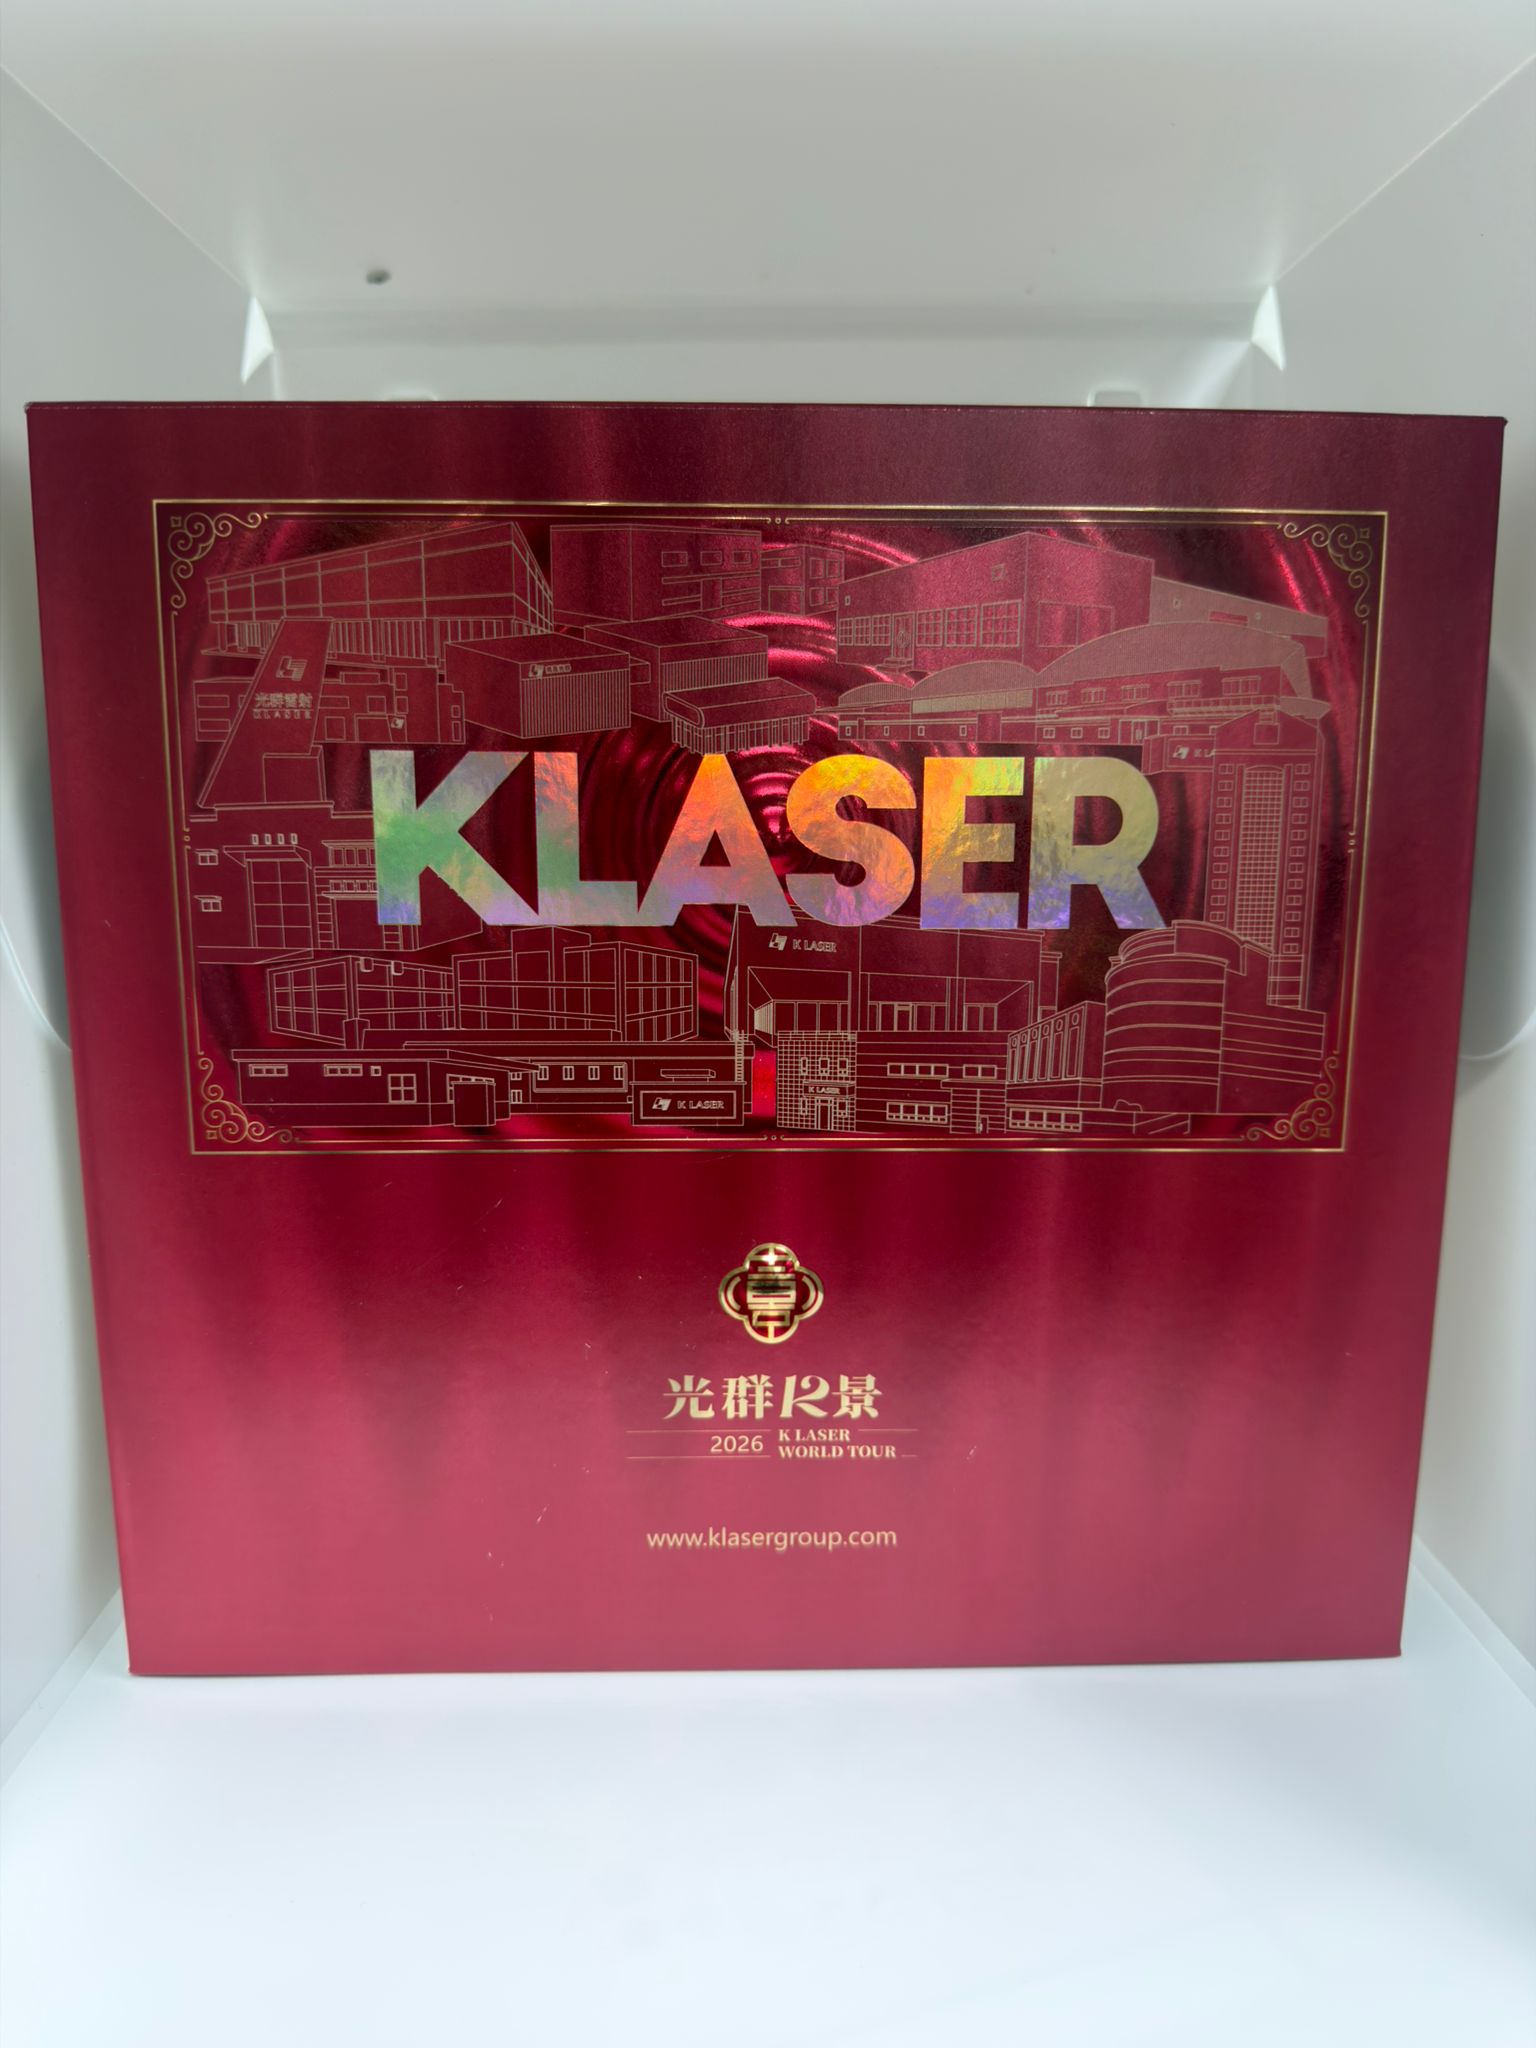 光群雷射
KLASER
KLASER
K LASER
K LASER
K LASER
光群12景
2026 K LASER
WORLD TOUR
www.klasergroup.com